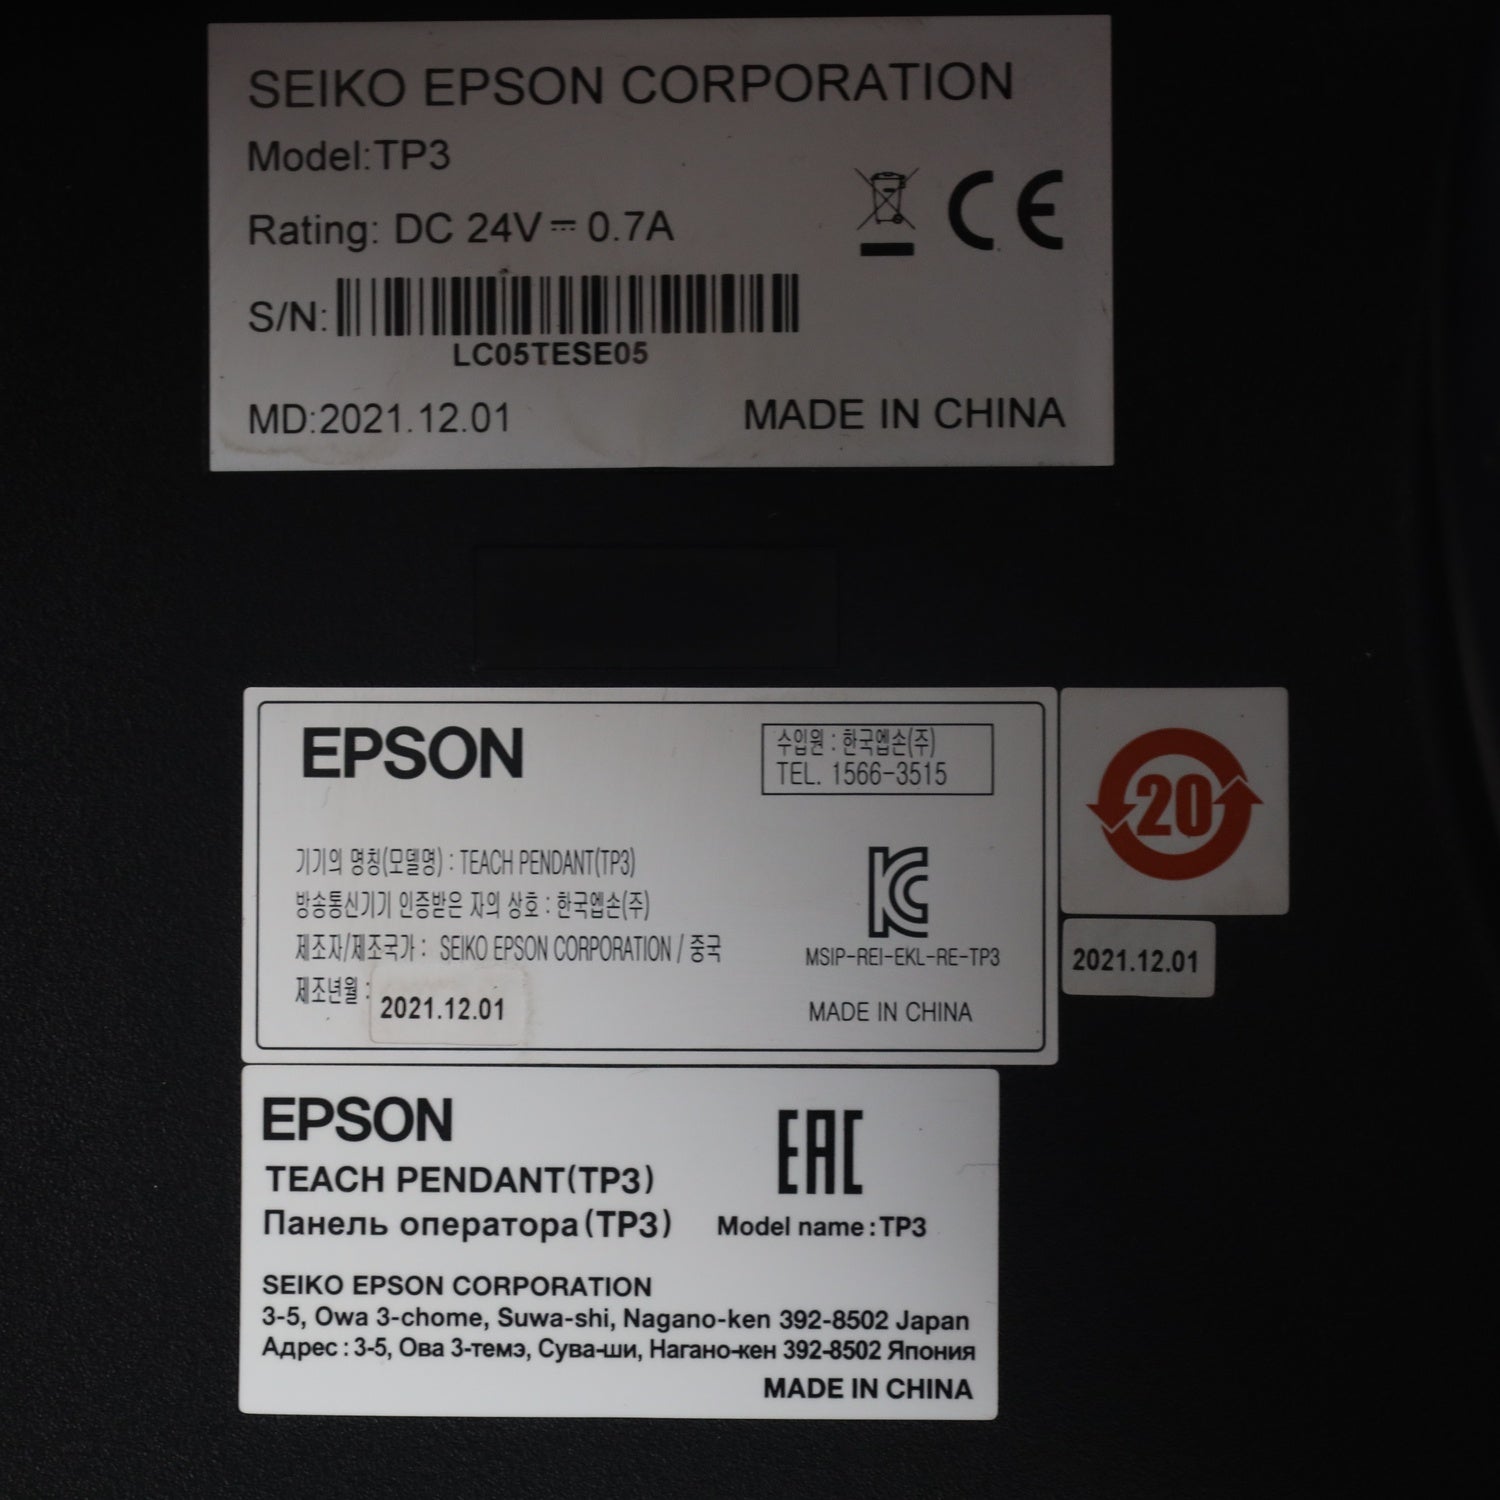 SEIKO EPSON CORPORATION
Model:TP3
Rating: DC 24V⎓0.7A
CE
S/N:
LC05TESE05
MD:2021.12.01
MADE IN CHINA
EPSON
수입원 : 한국엡손(주)
TEL. 1566-3515
기기의 명칭(모델명) : TEACH PENDANT(TP3)
방송통신기기 인증받은 자의 상호 : 한국엡손(주)
제조자/제조국가 : SEIKO EPSON CORPORATION / 중국
제조년월 :
2021.12.01
KC
MSIP-REI-EKL-RE-TP3
MADE IN CHINA
20
2021.12.01
EPSON
TEACH PENDANT(TP3)
Панель оператора(TP3)
EAC
Model name : TP3
SEIKO EPSON CORPORATION
3-5, Owa 3-chome, Suwa-shi, Nagano-ken 392-8502 Japan
Адрес : 3-5, Ова 3-темэ, Сува-ши, Нагано-кен 392-8502 Япония
MADE IN CHINA